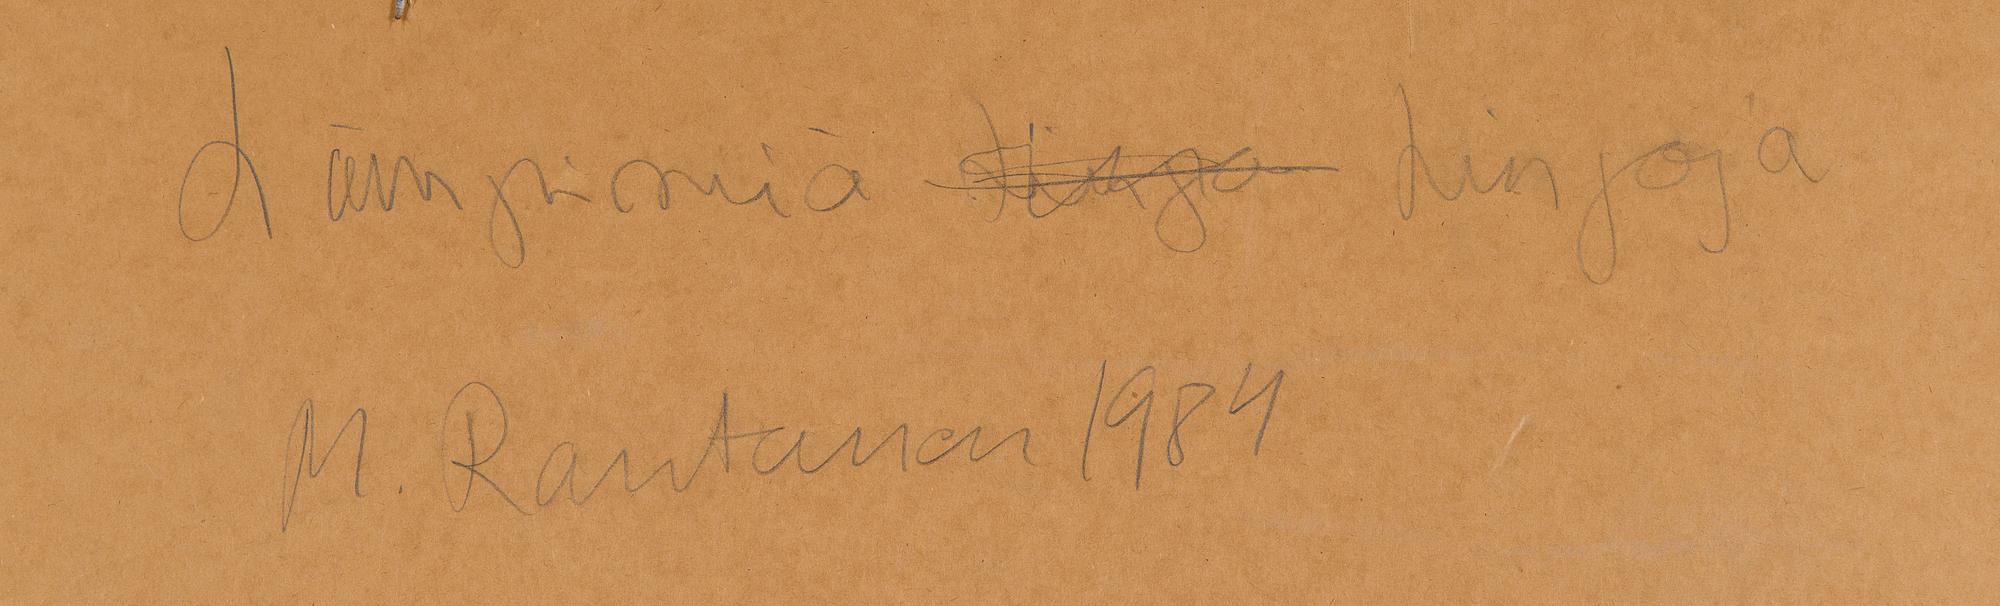 Lämpimiä Linjoja
M. Rantanen 1984